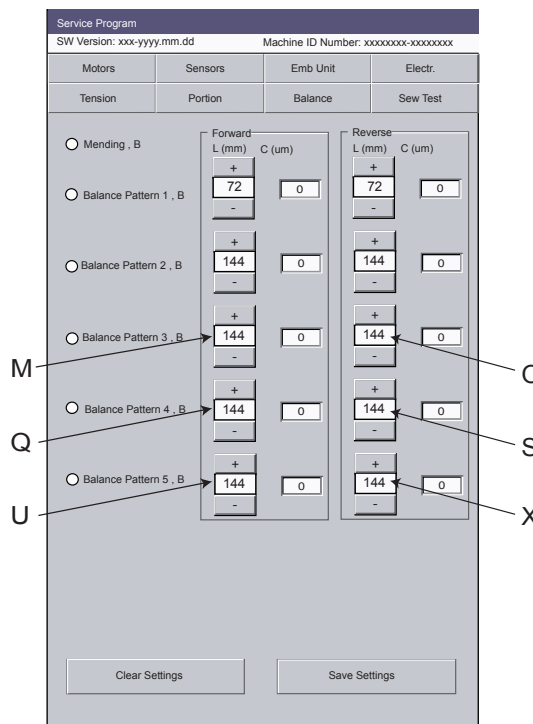 Service Program
SW Version: xxx-yyyy.mm.dd Machine ID Number: xxxxxxxx-xxxxxxxx
Motors Sensors Emb Unit Electr.
Tension Portion Balance Sew Test
Forward Reverse
Mending , B L (mm) C (um) L (mm) C (um)
+ +
Balance Pattern 1 , B 72 0 72 0
- -
+ +
Balance Pattern 2 , B 144 0 144 0
- -
+ +
Balance Pattern 3 , B 144 0 144 0
- -
M
+ +
Balance Pattern 4 , B 144 0 144 0
- -
Q S
+ +
Balance Pattern 5 , B 144 0 144 0
- -
U X
Clear Settings Save Settings